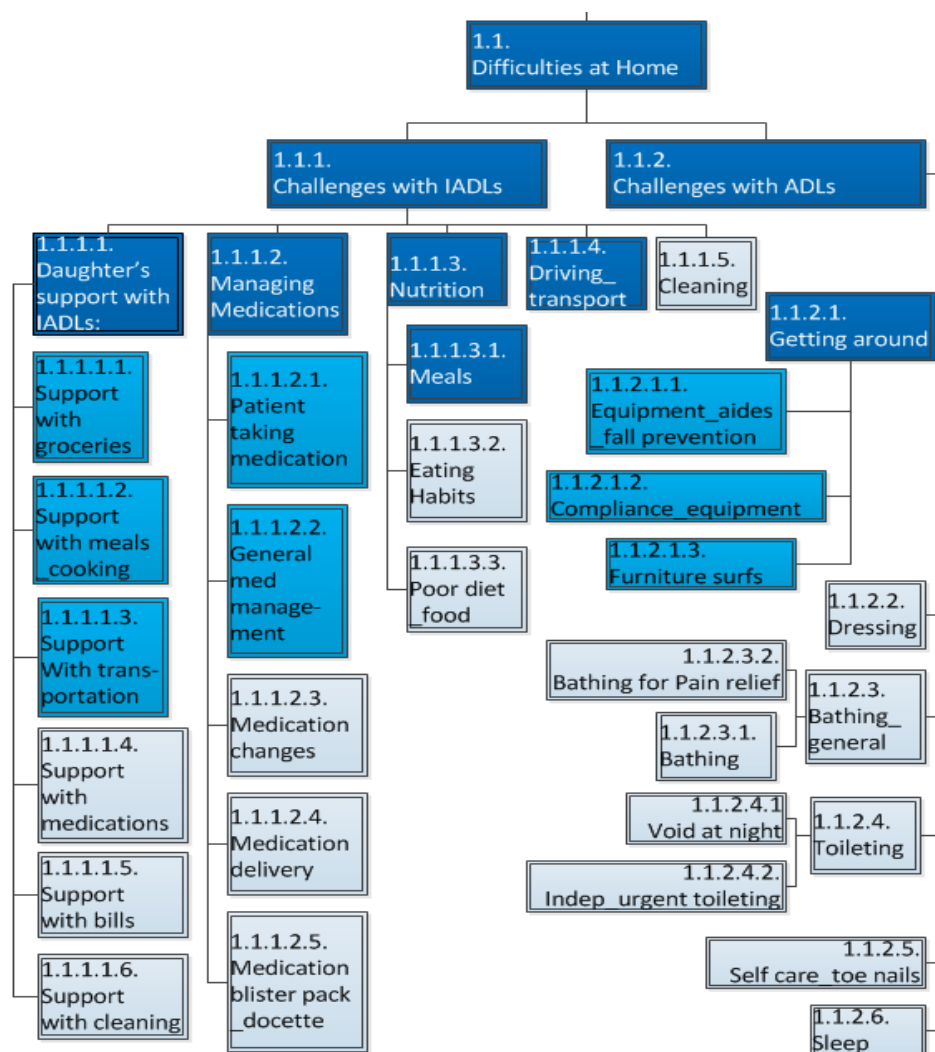 1.1.
Difficulties at Home
1.1.1.
Challenges with IADLs
1.1.2.
Challenges with ADLs
1.1.1.1.
Daughter's
support with
IADLs:
1.1.1.2.
Managing
Medications
1.1.1.3.
Nutrition
1.1.1.4.
Driving_
transport
1.1.1.5.
Cleaning
1.1.2.1.
Getting around
1.1.1.1.1.
Support
with
groceries
1.1.1.1.2.
Support
with meals
_cooking
1.1.1.1.3.
Support
With trans-
portation
1.1.1.1.4.
Support
with
medications
1.1.1.1.5.
Support
with bills
1.1.1.1.6.
Support
with cleaning
1.1.1.2.1.
Patient
taking
medication
1.1.1.2.2.
General
med
manage-
ment
1.1.1.2.3.
Medication
changes
1.1.1.2.4.
Medication
delivery
1.1.1.2.5.
Medication
blister pack
_docette
1.1.1.3.1.
Meals
1.1.1.3.2.
Eating
Habits
1.1.1.3.3.
Poor diet
_food
1.1.2.1.1.
Equipment_aides
_fall prevention
1.1.2.1.2.
Compliance_equipment
1.1.2.1.3.
Furniture surfs
1.1.2.2.
Dressing
1.1.2.3.2.
Bathing for Pain relief
1.1.2.3.
Bathing_
general
1.1.2.3.1.
Bathing
1.1.2.4.1
Void at night
1.1.2.4.
Toileting
1.1.2.4.2.
Indep_urgent toileting
1.1.2.5.
Self care_toe nails
1.1.2.6.
Sleep